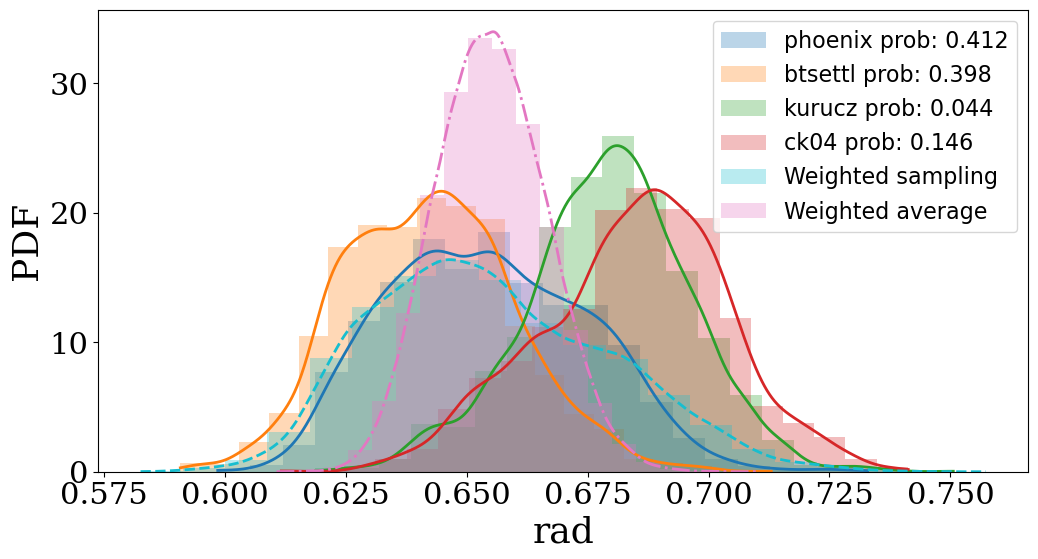 PDF
30
20
10
0
0.575 0.600 0.625 0.650 0.675 0.700 0.725 0.750
rad
phoenix prob: 0.412
btsettl prob: 0.398
kurucz prob: 0.044
ck04 prob: 0.146
Weighted sampling
Weighted average